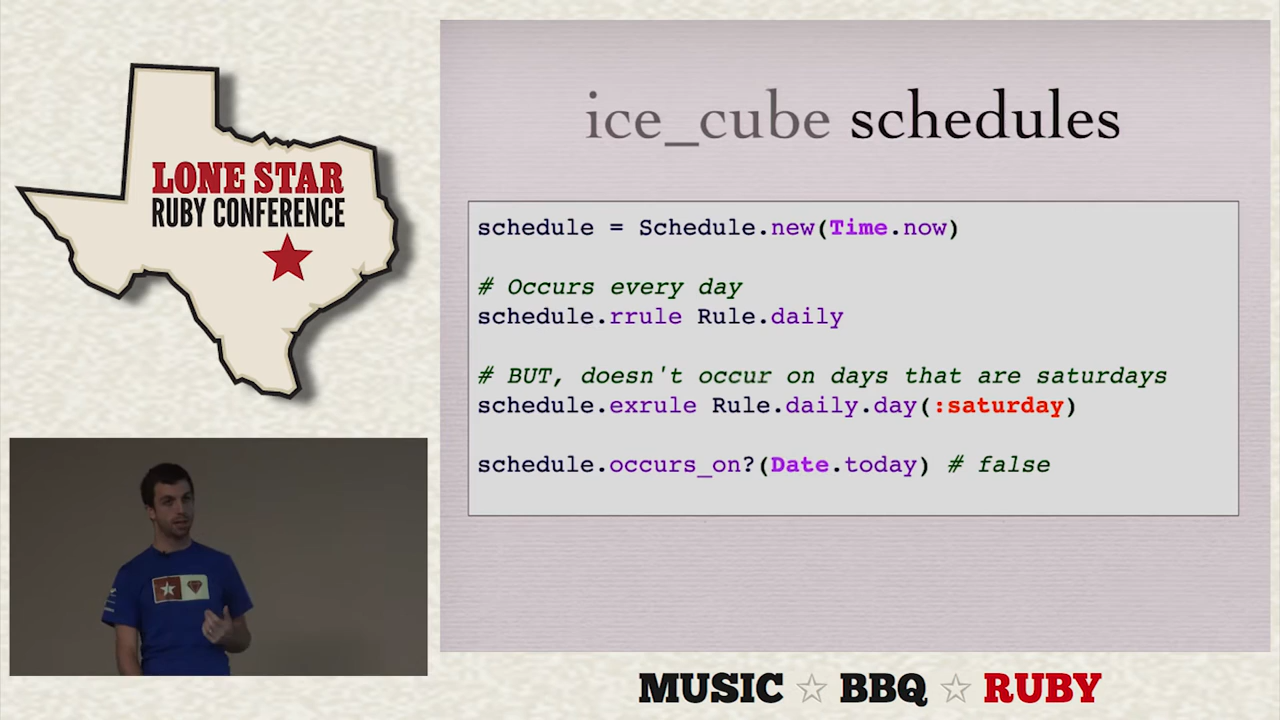 LONE STAR
RUBY CONFERENCE
ice_cube schedules
schedule = Schedule.new(Time.now)
# Occurs every day
schedule.rrule Rule.daily
# BUT, doesn't occur on days that are saturdays
schedule.exrule Rule.daily.day(:saturday)
schedule.occurs_on?(Date.today) # false
MUSIC ☆ BBQ ☆ RUBY